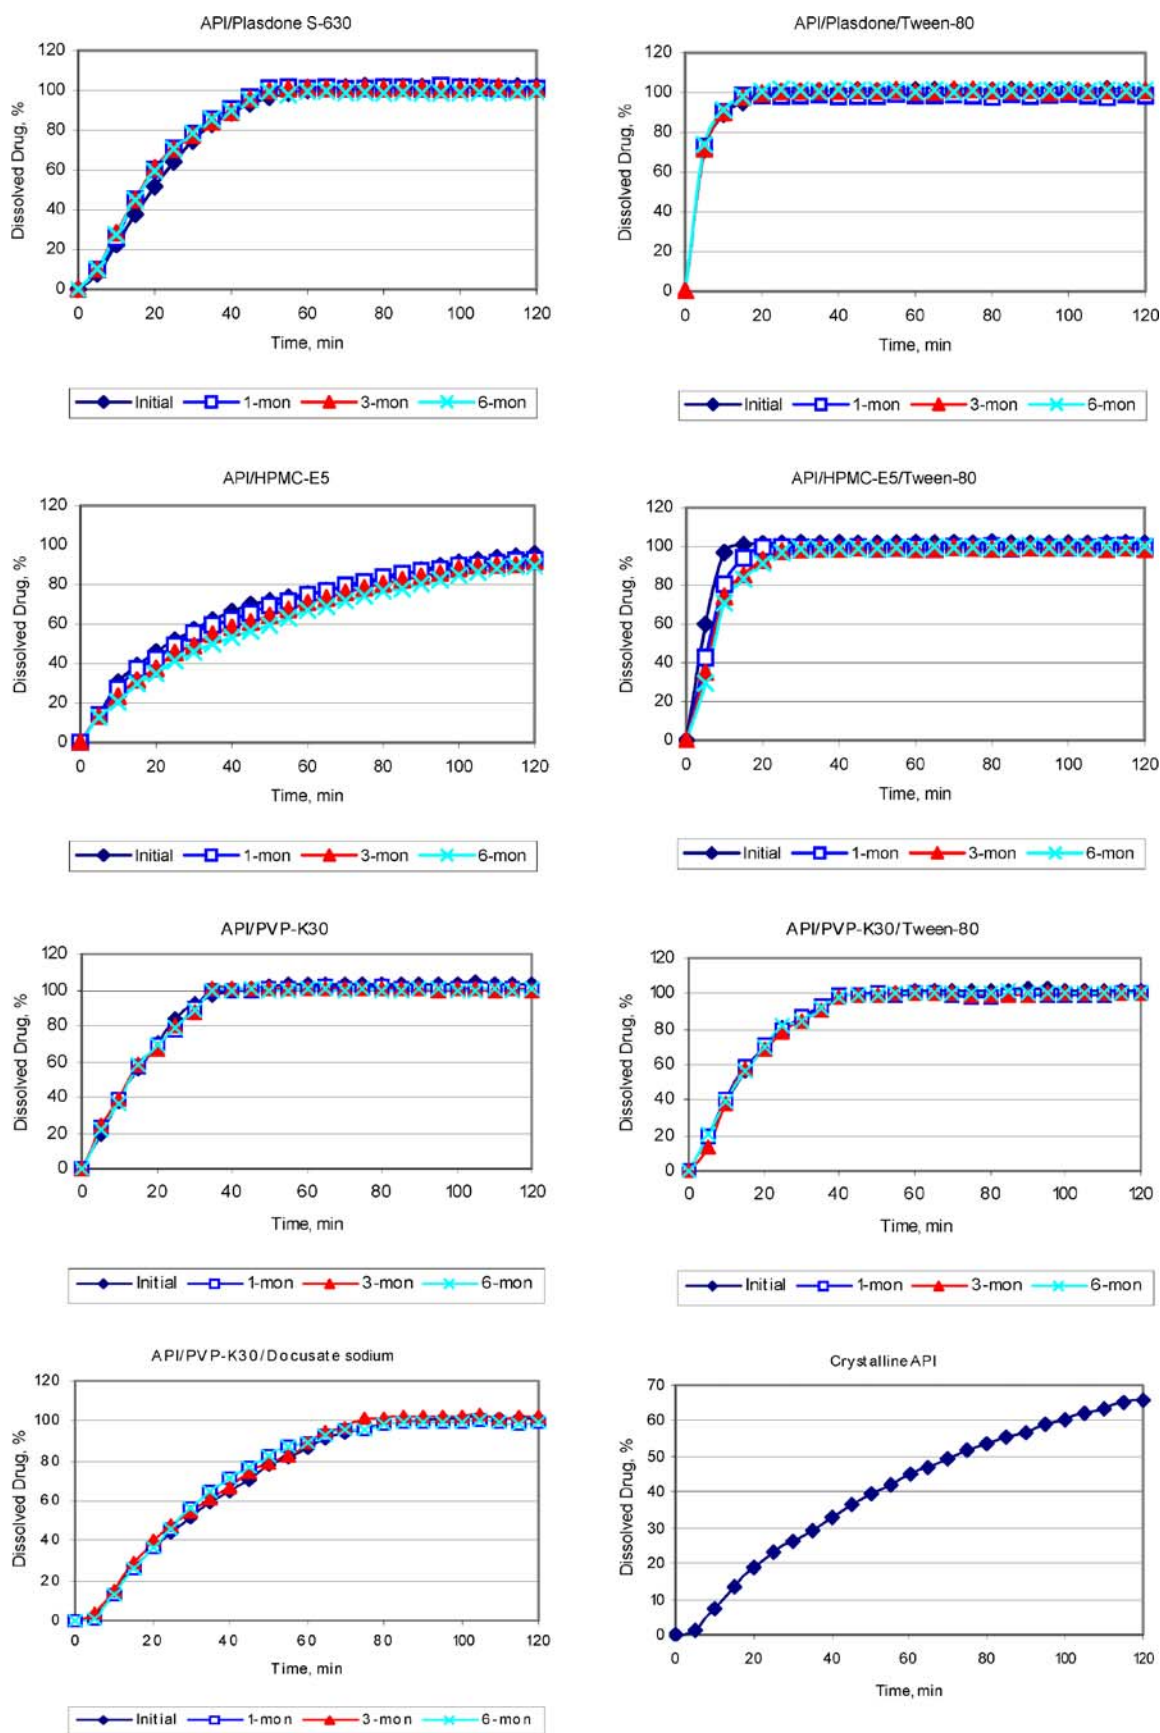 API/Plasdone S-630
120
100
80
60
40
20
0
Dissolved Drug, %
0 20 40 60 80 100 120
Time, min
Initial 1-mon 3-mon 6-mon
API/Plasdone/Tween-80
120
100
80
60
40
20
0
Dissolved Drug, %
0 20 40 60 80 100 120
Time, min
Initial 1-mon 3-mon 6-mon
API/HPMC-E5
120
100
80
60
40
20
0
Dissolved Drug, %
0 20 40 60 80 100 120
Time, min
Initial 1-mon 3-mon 6-mon
API/HPMC-E5/Tween-80
120
100
80
60
40
20
0
Dissolved Drug, %
0 20 40 60 80 100 120
Time, min
Initial 1-mon 3-mon 6-mon
API/PVP-K30
120
100
80
60
40
20
0
Dissolved Drug, %
0 20 40 60 80 100 120
Time, min
Initial 1-mon 3-mon 6-mon
API/PVP-K30/Tween-80
120
100
80
60
40
20
0
Dissolved Drug, %
0 20 40 60 80 100 120
Time, min
Initial 1-mon 3-mon 6-mon
API/PVP-K30/Docusate sodium
120
100
80
60
40
20
0
Dissolved Drug, %
0 20 40 60 80 100 120
Time, min
Initial 1-mon 3-mon 6-mon
Crystalline API
70
60
50
40
30
20
10
0
Dissolved Drug, %
0 20 40 60 80 100 120
Time, min